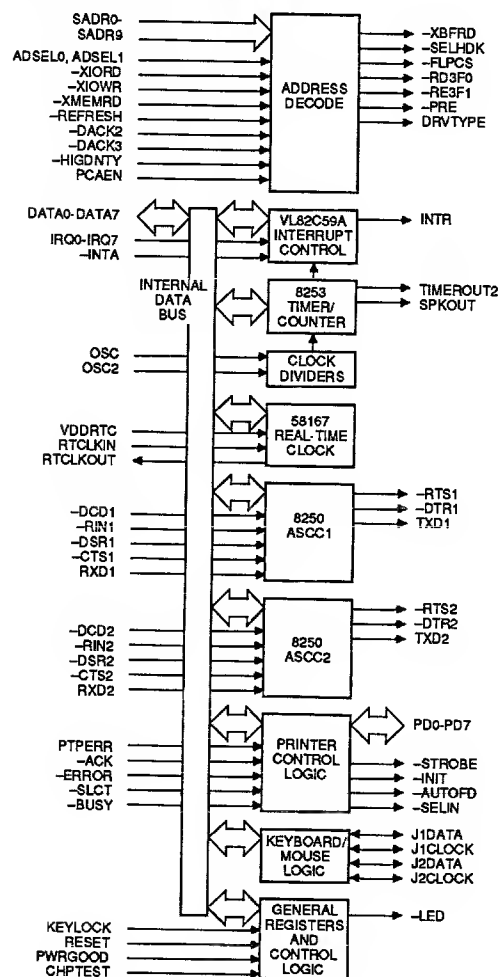 SADR0-
SADR9
ADSEL0, ADSEL1
-XIORD
-XIOWR
-XMEMRD
-REFRESH
-DACK2
-DACK3
-HIGDNTY
PCAEN
ADDRESS
DECODE
-XBFRD
-SELHDK
-FLPCS
-RD3F0
-RE3F1
-PRE
DRVTYPE
DATA0-DATA7
IRQ0-IRQ7
-INTA
INTERNAL
DATA
BUS
VL82C59A
INTERRUPT
CONTROL
INTR
8253
TIMER/
COUNTER
TIMEROUT2
SPKOUT
OSC
OSC2
CLOCK
DIVIDERS
VDDRTC
RTCLKIN
RTCLKOUT
58167
REAL-TIME
CLOCK
-DCD1
-RIN1
-DSR1
-CTS1
RXD1
8250
ASCC1
-RTS1
-DTR1
TXD1
-DCD2
-RIN2
-DSR2
-CTS2
RXD2
8250
ASCC2
-RTS2
-DTR2
TXD2
PTPERR
-ACK
-ERROR
-SLCT
-BUSY
PRINTER
CONTROL
LOGIC
PD0-PD7
-STROBE
-INIT
-AUTOFD
-SELIN
KEYBOARD/
MOUSE
LOGIC
J1DATA
J1CLOCK
J2DATA
J2CLOCK
KEYLOCK
RESET
PWRGOOD
CHPTEST
GENERAL
REGISTERS
AND
CONTROL
LOGIC
-LED